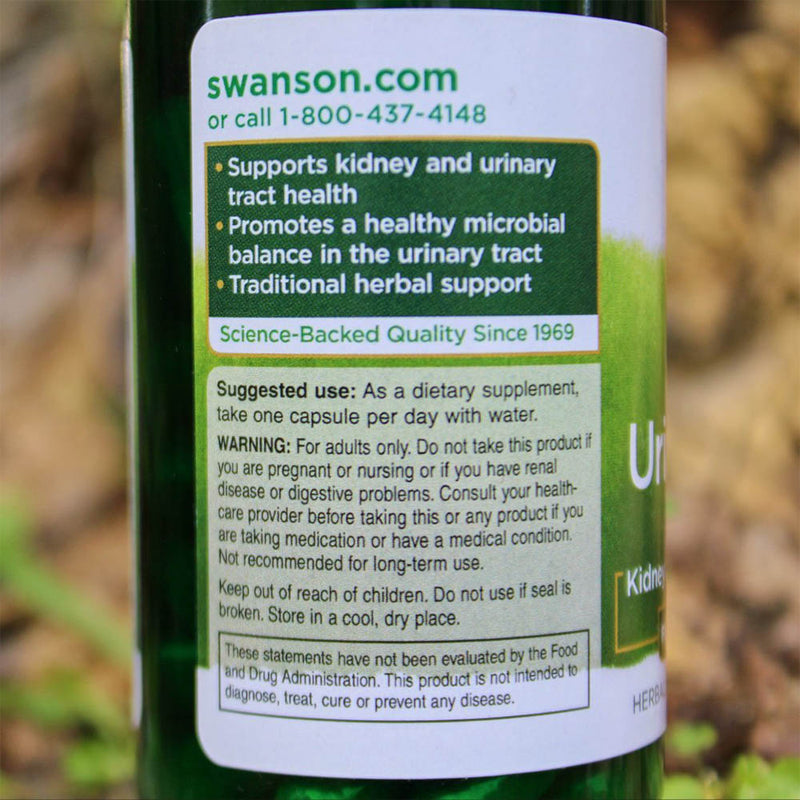 swanson.com
or call 1-800-437-4148
• Supports kidney and urinary
tract health
• Promotes a healthy microbial
balance in the urinary tract
• Traditional herbal support
Science-Backed Quality Since 1969
Suggested use: As a dietary supplement,
take one capsule per day with water.
WARNING: For adults only. Do not take this product if
you are pregnant or nursing or if you have renal
disease or digestive problems. Consult your health-
care provider before taking this or any product if you
are taking medication or have a medical condition.
Not recommended for long-term use.
Keep out of reach of children. Do not use if seal is
broken. Store in a cool, dry place.
These statements have not been evaluated by the Food
and Drug Administration. This product is not intended to
diagnose, treat, cure or prevent any disease.